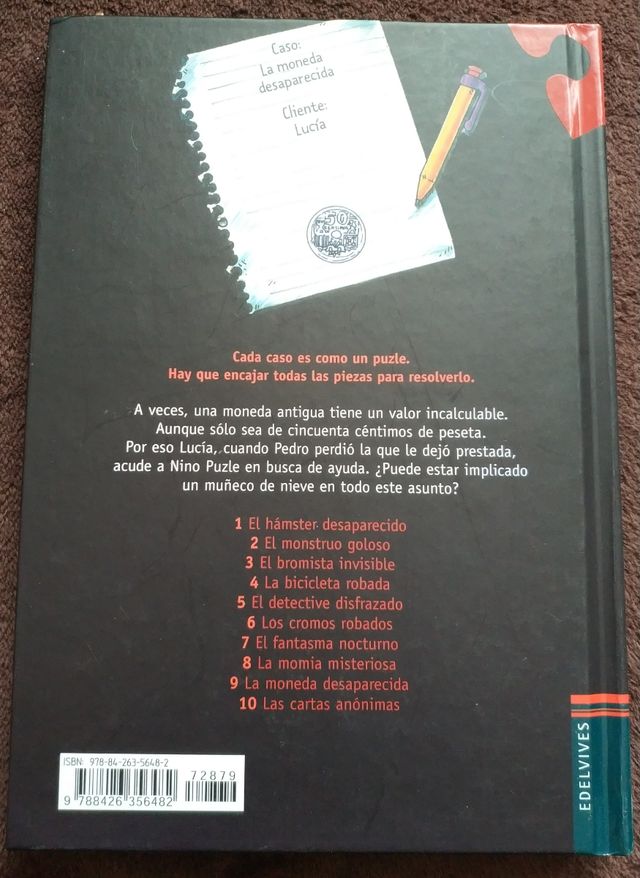 Caso:
La moneda
desaparecida
Cliente:
Lucía
50
Cada caso es como un puzle.
Hay que encajar todas las piezas para resolverlo.
A veces, una moneda antigua tiene un valor incalculable.
Aunque sólo sea de cincuenta céntimos de peseta.
Por eso Lucía, cuando Pedro perdió la que le dejó prestada,
acude a Nino Puzle en busca de ayuda. ¿Puede estar implicado
un muñeco de nieve en todo este asunto?
1 El hámster desaparecido
2 El monstruo goloso
3 El bromista invisible
4 La bicicleta robada
5 El detective disfrazado
6 Los cromos robados
7 El fantasma nocturno
8 La momia misteriosa
9 La moneda desaparecida
10 Las cartas anónimas
ISBN: 978-84-263-5648-2
72879
9 788426 356482
EDELVIVES